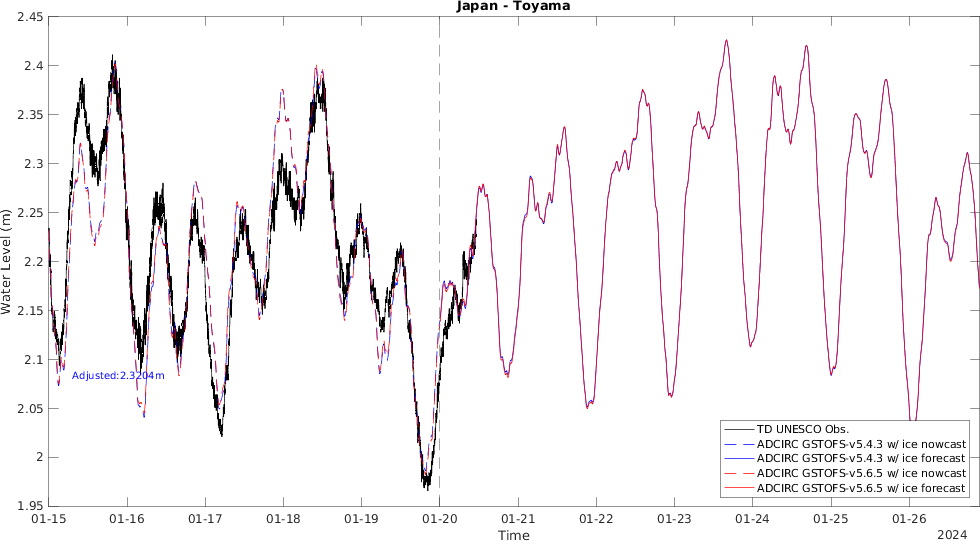 Japan - Toyama
Water Level (m)
2.45
2.4
2.35
2.3
2.25
2.2
2.15
2.1
2.05
2
1.95
Adjusted:2.3204m
TD UNESCO Obs.
ADCIRC GSTOFS-v5.4.3 w/ ice nowcast
ADCIRC GSTOFS-v5.4.3 w/ ice forecast
ADCIRC GSTOFS-v5.6.5 w/ ice nowcast
ADCIRC GSTOFS-v5.6.5 w/ ice forecast
01-15 01-16 01-17 01-18 01-19 01-20 01-21 01-22 01-23 01-24 01-25 01-26
Time
2024